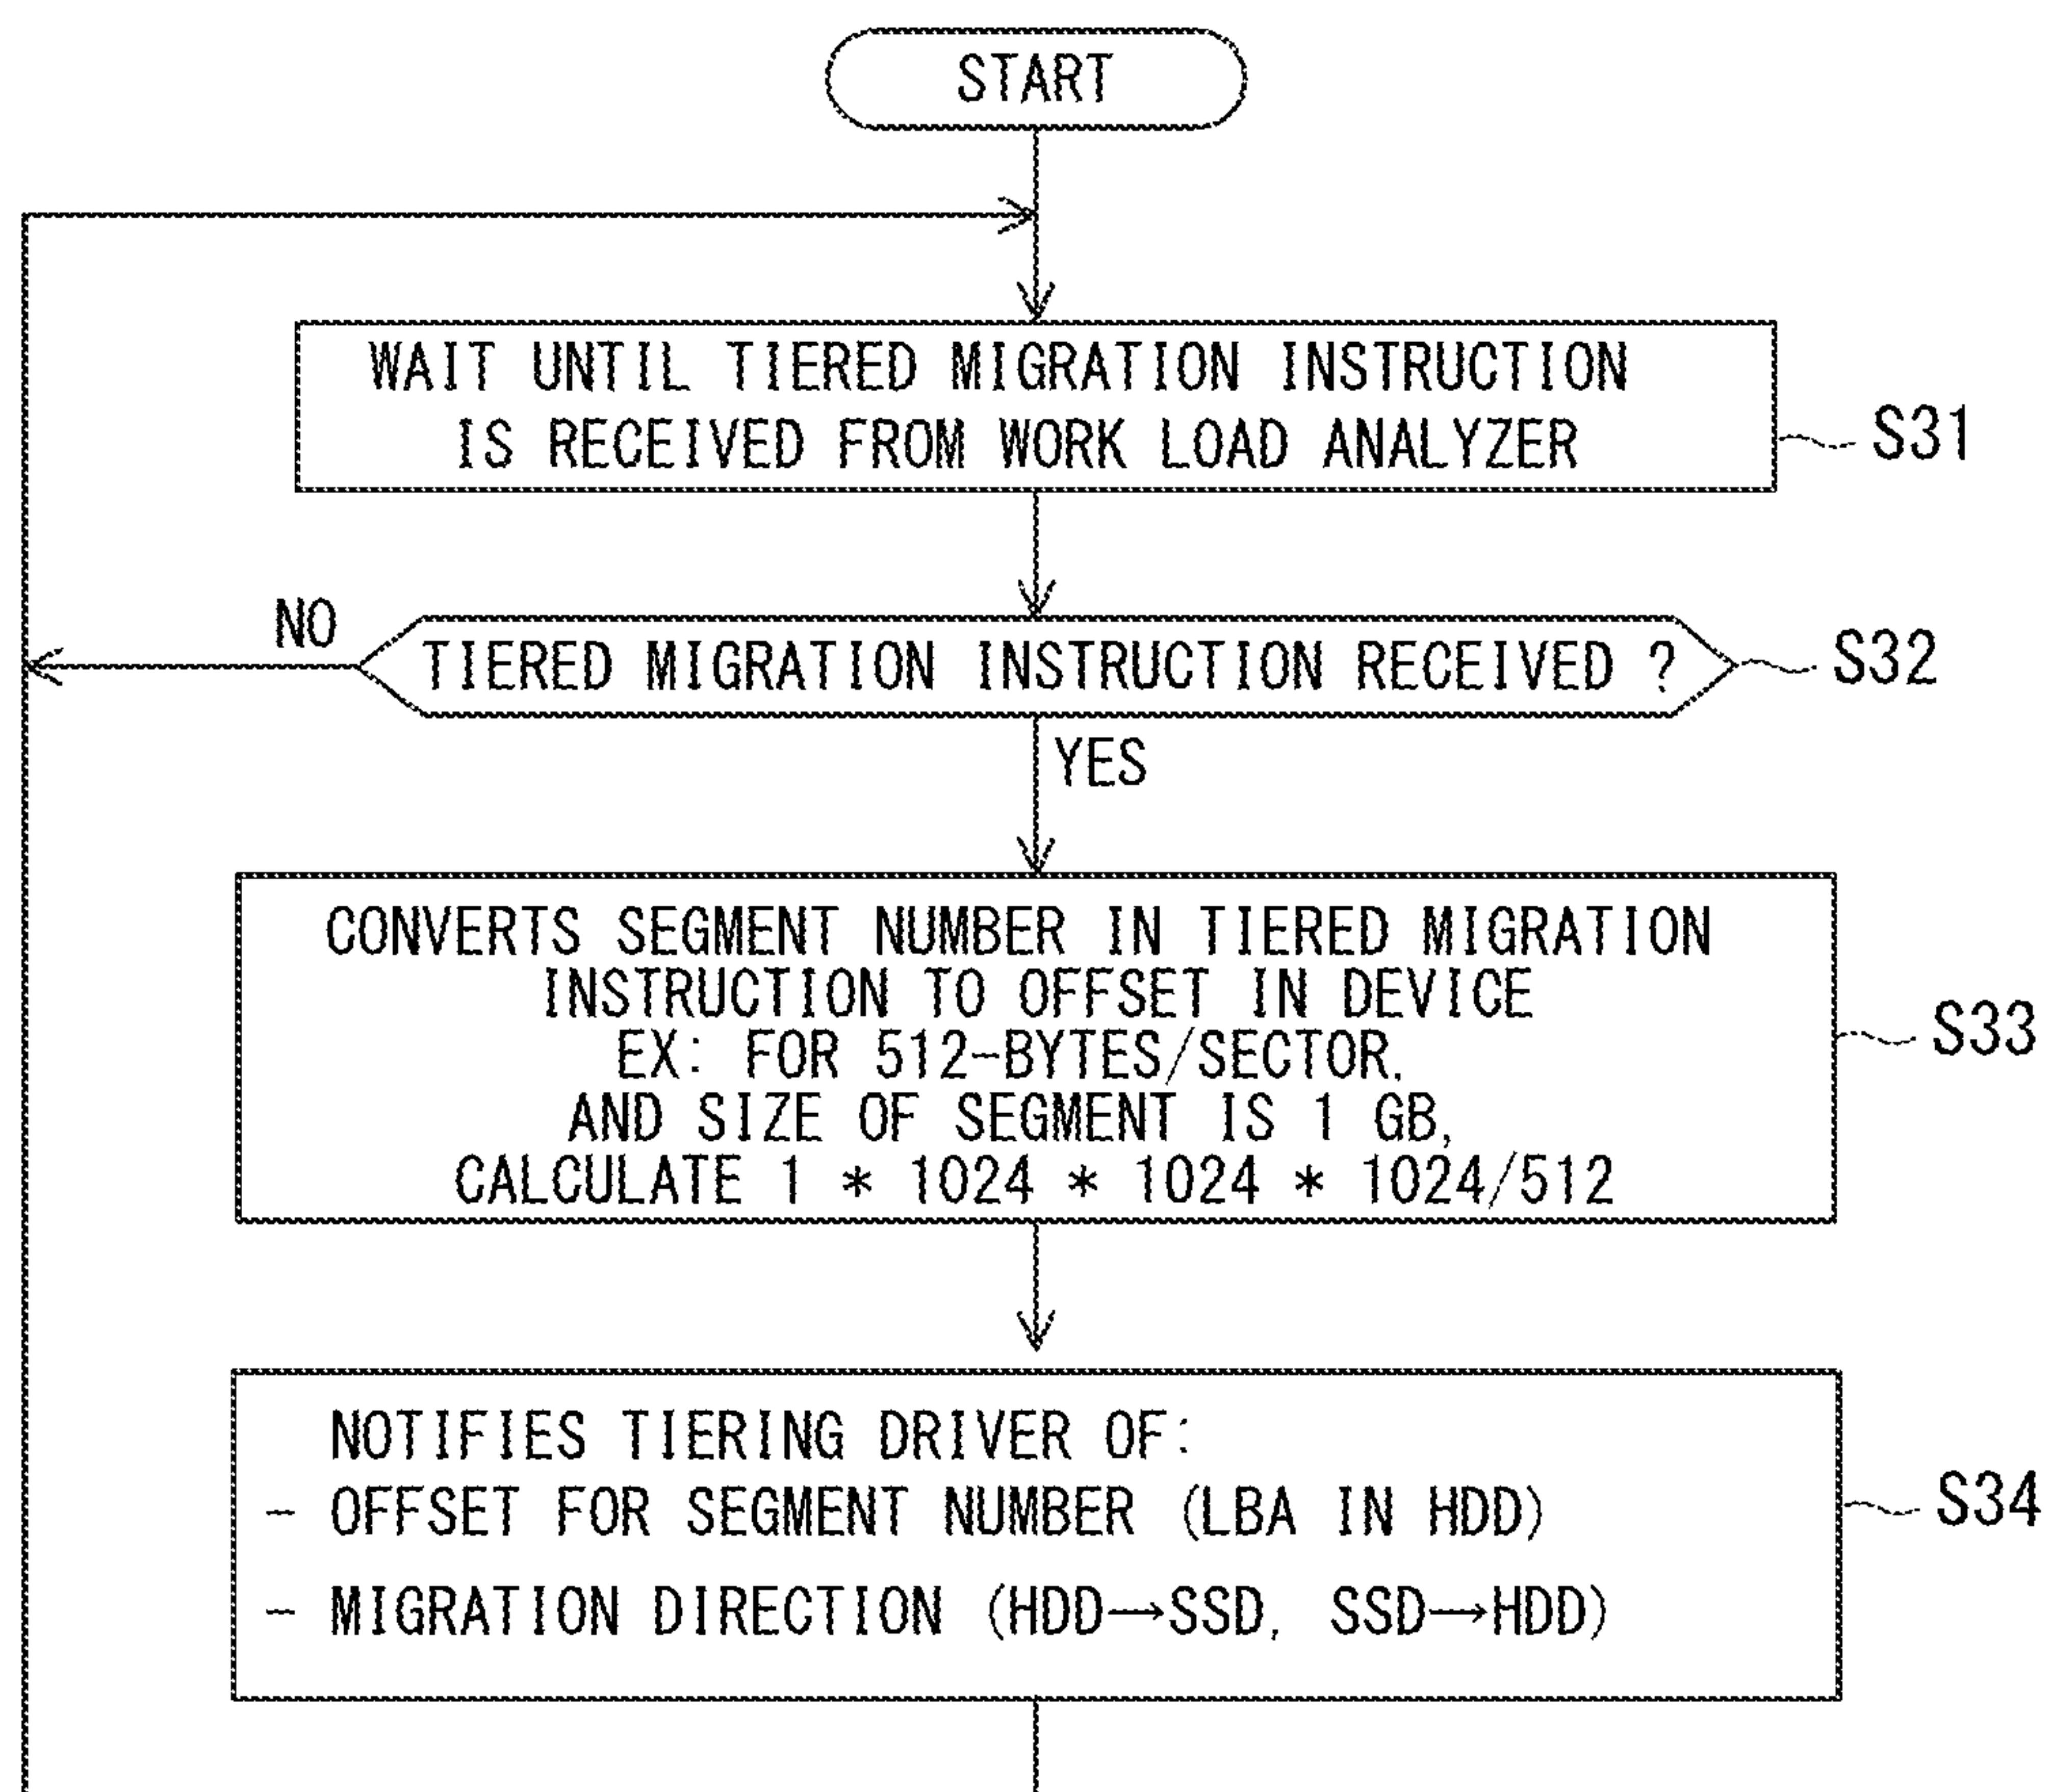 START
WAIT UNTIL TIERED MIGRATION INSTRUCTION
IS RECEIVED FROM WORK LOAD ANALYZER
S31
NO
TIERED MIGRATION INSTRUCTION RECEIVED ?
S32
YES
CONVERTS SEGMENT NUMBER IN TIERED MIGRATION
INSTRUCTION TO OFFSET IN DEVICE
EX: FOR 512-BYTES/SECTOR,
AND SIZE OF SEGMENT IS 1 GB,
CALCULATE 1 * 1024 * 1024 * 1024/512
S33
NOTIFIES TIERING DRIVER OF:
- OFFSET FOR SEGMENT NUMBER (LBA IN HDD)
- MIGRATION DIRECTION (HDD→SSD, SSD→HDD)
S34